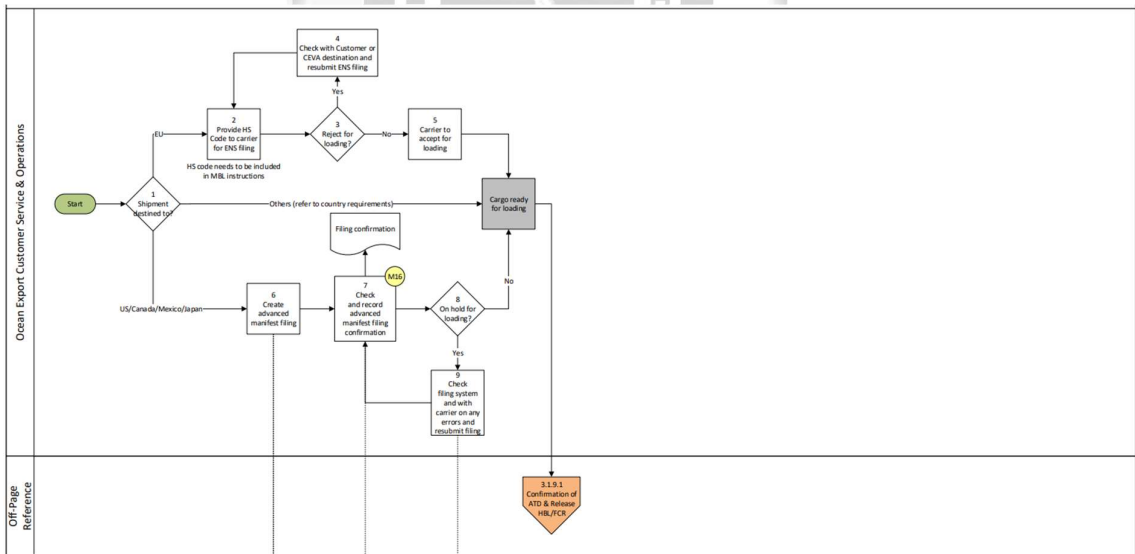 Ocean Export Customer Service & Operations
4
Check with Customer or
CEVA destination and
resubmit ENS filing
Yes
2
Provide HS
Code to carrier
for ENS filing
3
Reject for
loading?
No
5
Carrier to
accept for
loading
EU
HS code needs to be included
in MBL instructions
Start
1
Shipment
destined to?
Others (refer to country requirements)
Cargo ready
for loading
Filing confirmation
M16
US/Canada/Mexico/Japan
6
Create
advanced
manifest filing
7
Check
and record
advanced
manifest filing
confirmation
8
On hold for
loading?
No
Yes
9
Check
filing system
and with
carrier on any
errors and
resubmit filing
Off-Page
Reference
3.1.9.1
Confirmation of
ATD & Release
HBL/FCR